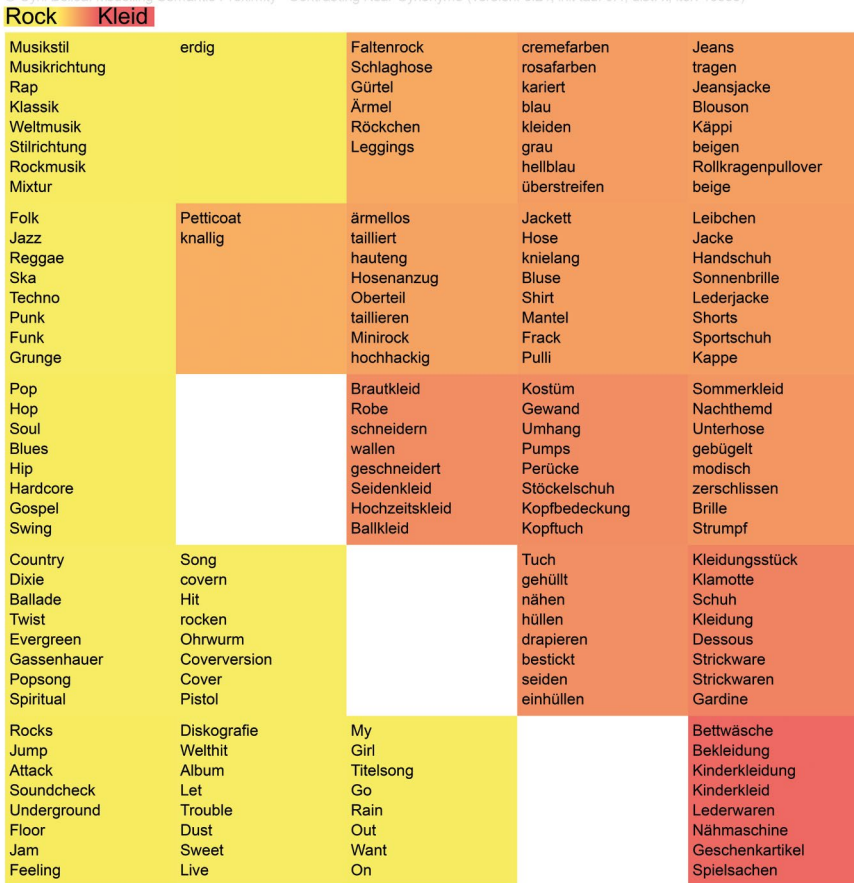 Rock Kleid
Musikstil erdig Faltenrock cremefarben Jeans
Musikrichtung Schlaghose rosafarben tragen
Rap Gürtel kariert Jeansjacke
Klassik Ärmel blau Blouson
Weltmusik Röckchen kleiden Käppi
Stilrichtung Leggings grau beigen
Rockmusik hellblau Rollkragenpullover
Mixtur überstreifen beige
Folk Petticoat ärmellos Jackett Leibchen
Jazz knallig tailliert Hose Jacke
Reggae hauteng knielang Handschuh
Ska Hosenanzug Bluse Sonnenbrille
Techno Oberteil Shirt Lederjacke
Punk taillieren Mantel Shorts
Funk Minirock Frack Sportschuh
Grunge hochhackig Pulli Kappe
Pop Brautkleid Kostüm Sommerkleid
Hop Robe Gewand Nachthemd
Soul schneidern Umhang Unterhose
Blues wallen Pumps gebügelt
Hip geschneidert Perücke modisch
Hardcore Seidenkleid Stöckelschuh zerschlissen
Gospel Hochzeitskleid Kopfbedeckung Brille
Swing Ballkleid Kopftuch Strumpf
Country Song Tuch Kleidungsstück
Dixie covern gehüllt Klamotte
Ballade Hit nähen Schuh
Twist rocken hüllen Kleidung
Evergreen Ohrwurm drapieren Dessous
Gassenhauer Coverversion bestickt Strickware
Popsong Cover seiden Strickwaren
Spiritual Pistol einhüllen Gardine
Rocks Diskografie My Bettwäsche
Jump Welthit Girl Bekleidung
Attack Album Titelsong Kinderkleidung
Soundcheck Let Go Kinderkleid
Underground Trouble Rain Lederwaren
Floor Dust Out Nähmaschine
Jam Sweet Want Geschenkartikel
Feeling Live On Spielsachen